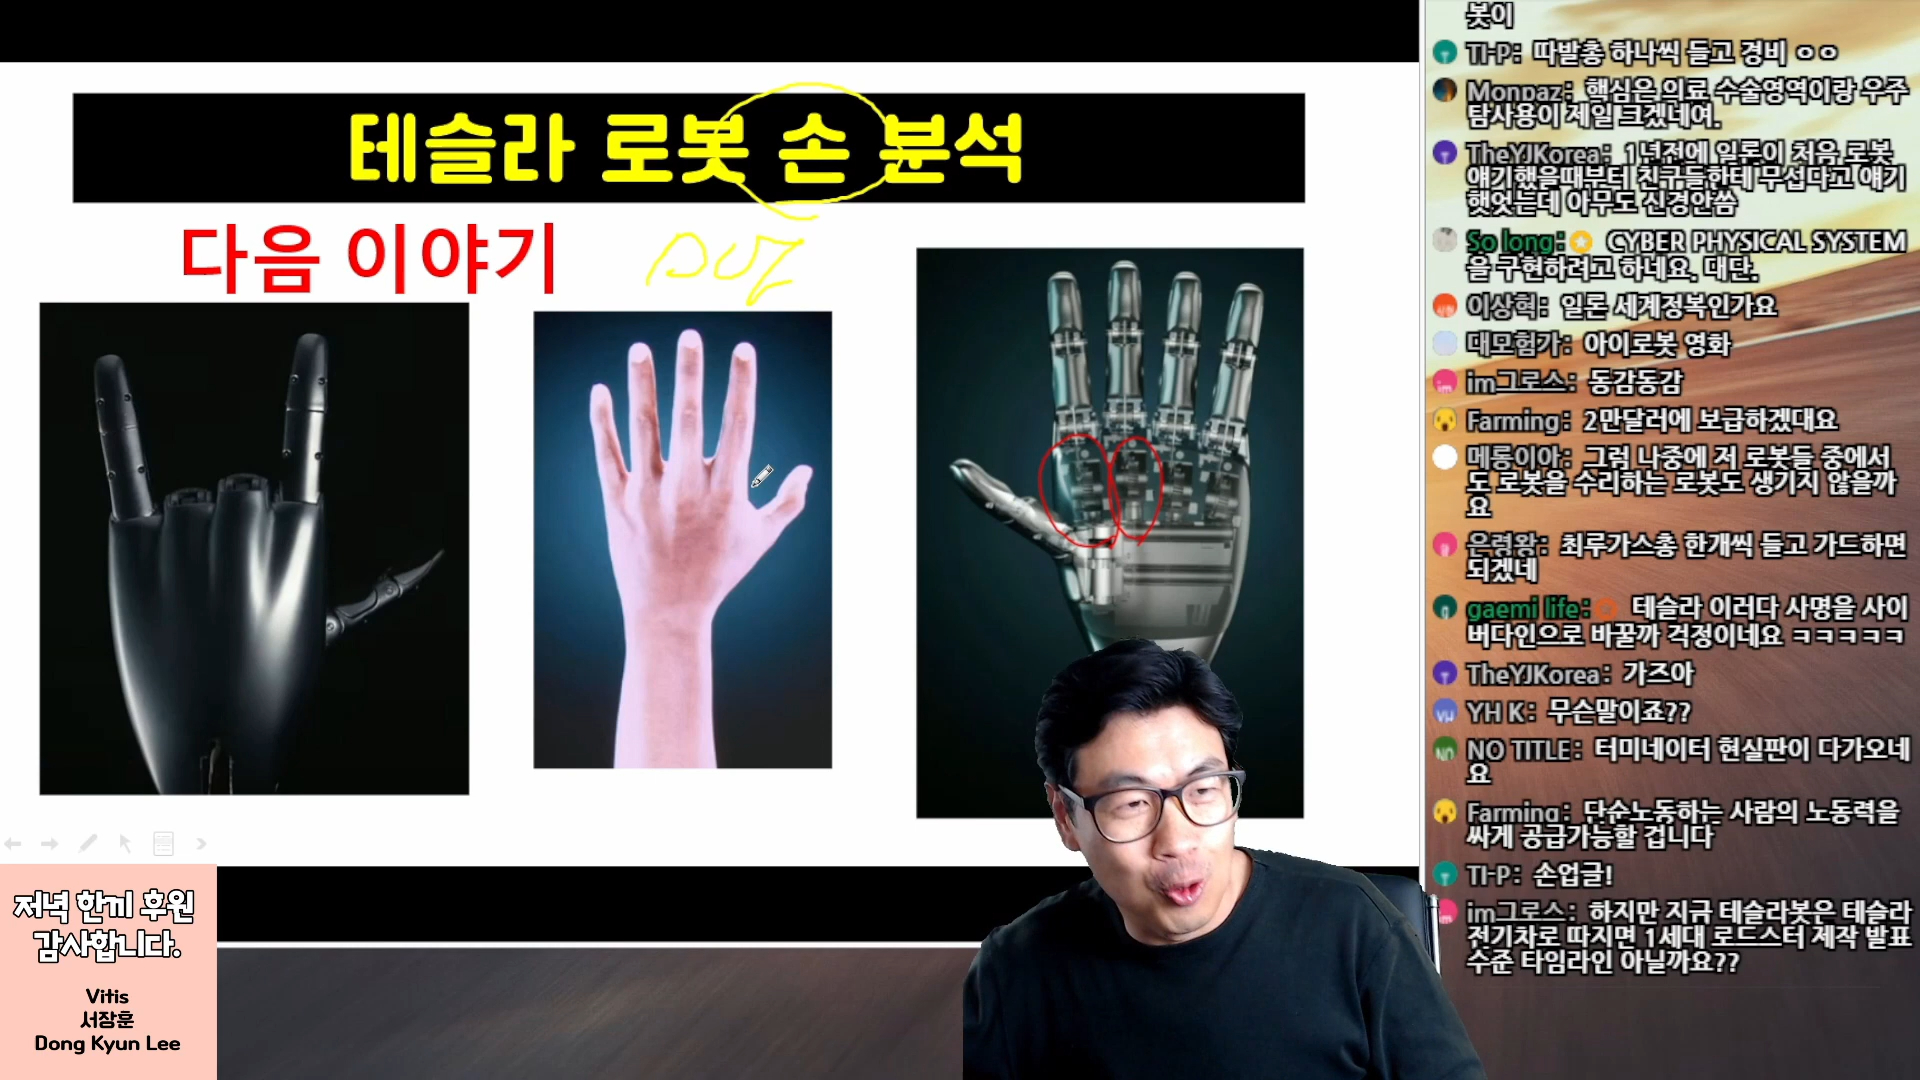 테슬라 로봇 손 분석
다음 이야기
저녁 한끼 후원
감사합니다.
Vitis
서장훈
Dong Kyun Lee
봇이
TI-P: 따발총 하나씩 들고 경비 ㅇㅇ
Monpaz: 핵심은 의료 수술영역이랑 우주
탐사용이 제일 크겠네여.
TheYJKorea: 1년전에 일론이 처음 로봇
얘기했을때부터 친구들한테 무섭다고 얘기
햇엇는데 아무도 신경안씀
So long: CYBER PHYSICAL SYSTEM
을 구현하려고 하네요. 대단.
이상혁: 일론 세계정복인가요
대모험가: 아이로봇 영화
im그로스: 동감동감
Farming: 2만달러에 보급하겠대요
메롱이아: 그럼 나중에 저 로봇들 중에서
도 로봇을 수리하는 로봇도 생기지 않을까
요
은령왕: 최루가스총 한개씩 들고 가드하면
되겠네
gaemi life: 테슬라 이러다 사명을 사이
버다인으로 바꿀까 걱정이네요 ㅋㅋㅋㅋㅋ
TheYJKorea: 가즈아
YH K: 무슨말이죠??
NO TITLE: 터미네이터 현실판이 다가오네
요
Farming: 단순노동하는 사람의 노동력을
싸게 공급가능할 겁니다
TI-P: 손업글!
im그로스: 하지만 지금 테슬라봇은 테슬라
전기차로 따지면 1세대 로드스터 제작 발표
수준 타임라인 아닐까요??